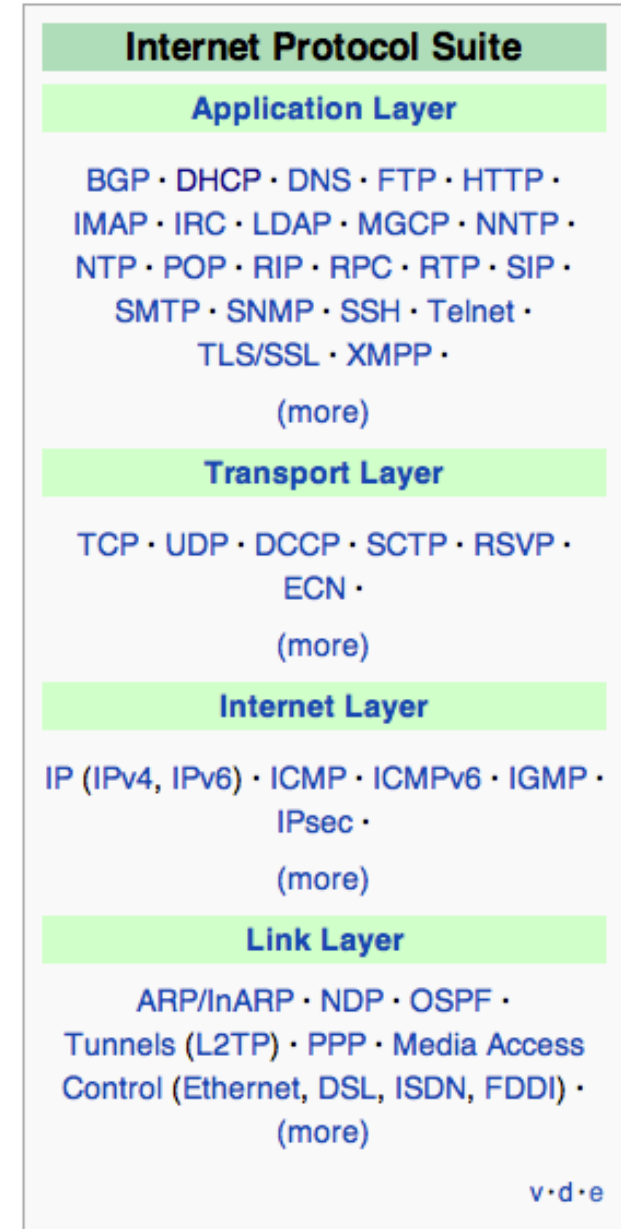 Internet Protocol Suite
Application Layer
BGP · DHCP · DNS · FTP · HTTP ·
IMAP · IRC · LDAP · MGCP · NNTP ·
NTP · POP · RIP · RPC · RTP · SIP ·
SMTP · SNMP · SSH · Telnet ·
TLS/SSL · XMPP ·
(more)
Transport Layer
TCP · UDP · DCCP · SCTP · RSVP ·
ECN ·
(more)
Internet Layer
IP (IPv4, IPv6) · ICMP · ICMPv6 · IGMP ·
IPsec ·
(more)
Link Layer
ARP/InARP · NDP · OSPF ·
Tunnels (L2TP) · PPP · Media Access
Control (Ethernet, DSL, ISDN, FDDI) ·
(more)
v·d·e